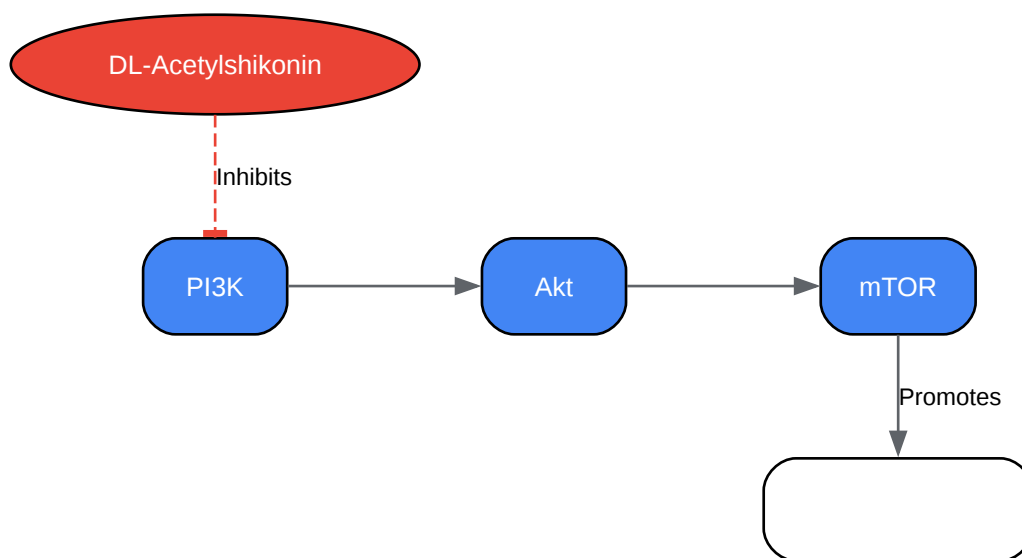 DL-Acetylshikonin
Inhibits
PI3K
Akt
mTOR
Promotes